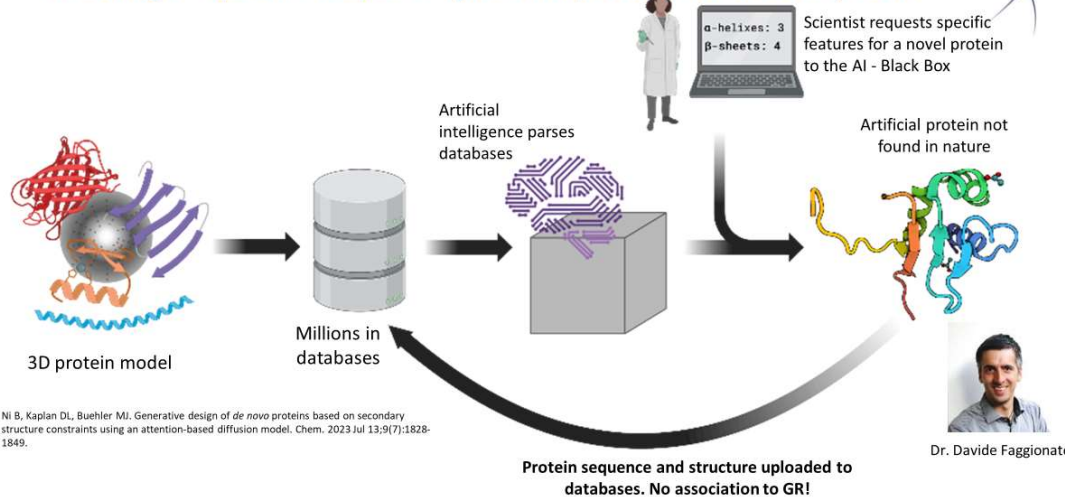 α-helixes: 3
β-sheets: 4
Scientist requests specific
features for a novel protein
to the AI - Black Box
Artificial
intelligence parses
databases
Artificial protein not
found in nature
Millions in
databases
3D protein model
Ni B, Kaplan DL, Buehler MJ. Generative design of de novo proteins based on secondary
structure constraints using an attention-based diffusion model. Chem. 2023 Jul 13;9(7):1828-
1849.
Dr. Davide Faggionato
Protein sequence and structure uploaded to
databases. No association to GR!